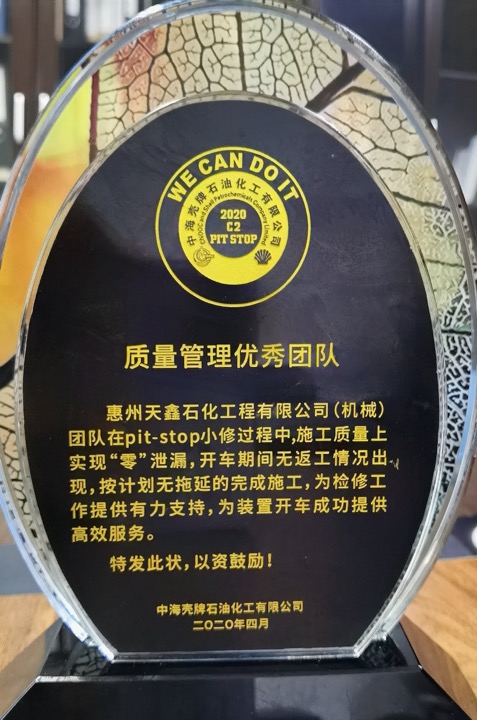 WE CAN DO IT
中海壳牌石油化工有限公司
CNOOC and Shell Petrochemicals Company Limited
2020
C2
PIT STOP
质量管理优秀团队
惠州天鑫石化工程有限公司(机械)
团队在pit-stop小修过程中,施工质量上
实现“零”泄漏,开车期间无返工情况出
现,按计划无拖延的完成施工,为检修工
作提供有力支持,为装置开车成功提供
高效服务。
特发此状,以资鼓励!
中海壳牌石油化工有限公司
二〇二〇年四月